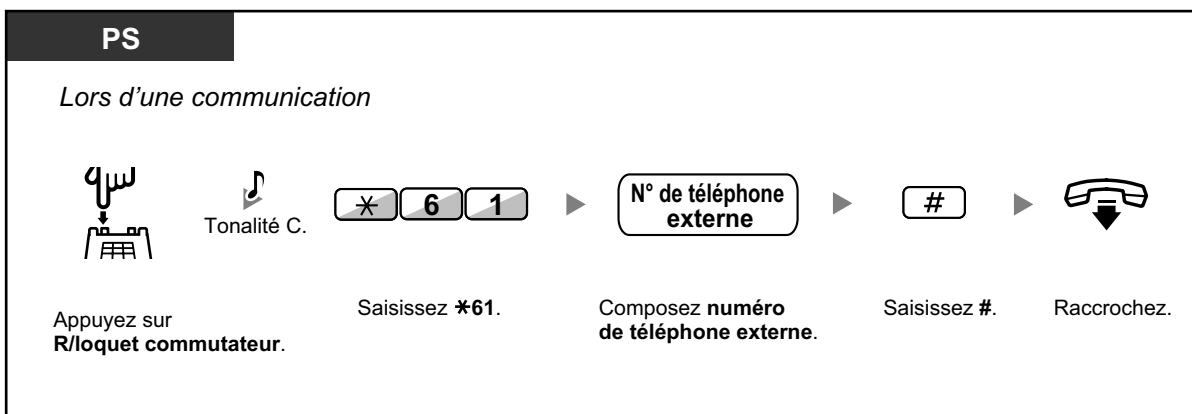 PS
Lors d'une communication
Tonalité C.
✳ 6 1
N° de téléphone
externe
#
Appuyez sur
R/loquet commutateur.
Saisissez ✳61.
Composez numéro
de téléphone externe.
Saisissez #.
Raccrochez.